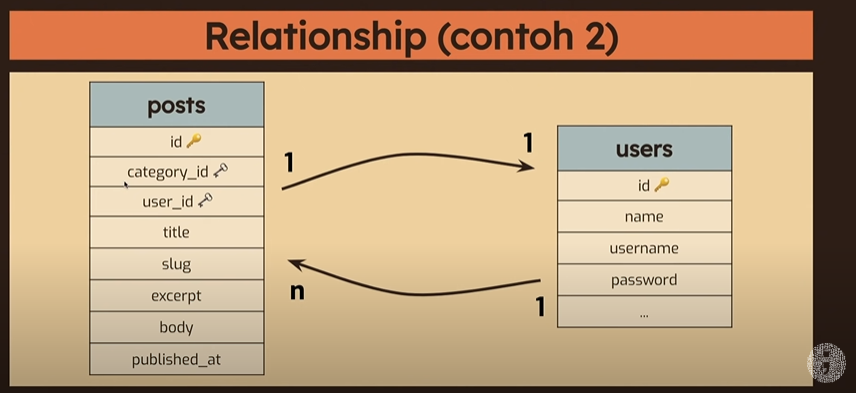 Relationship (contoh 2)
posts
id
category_id
user_id
title
slug
excerpt
body
published_at
1
1
n
1
users
id
name
username
password
...